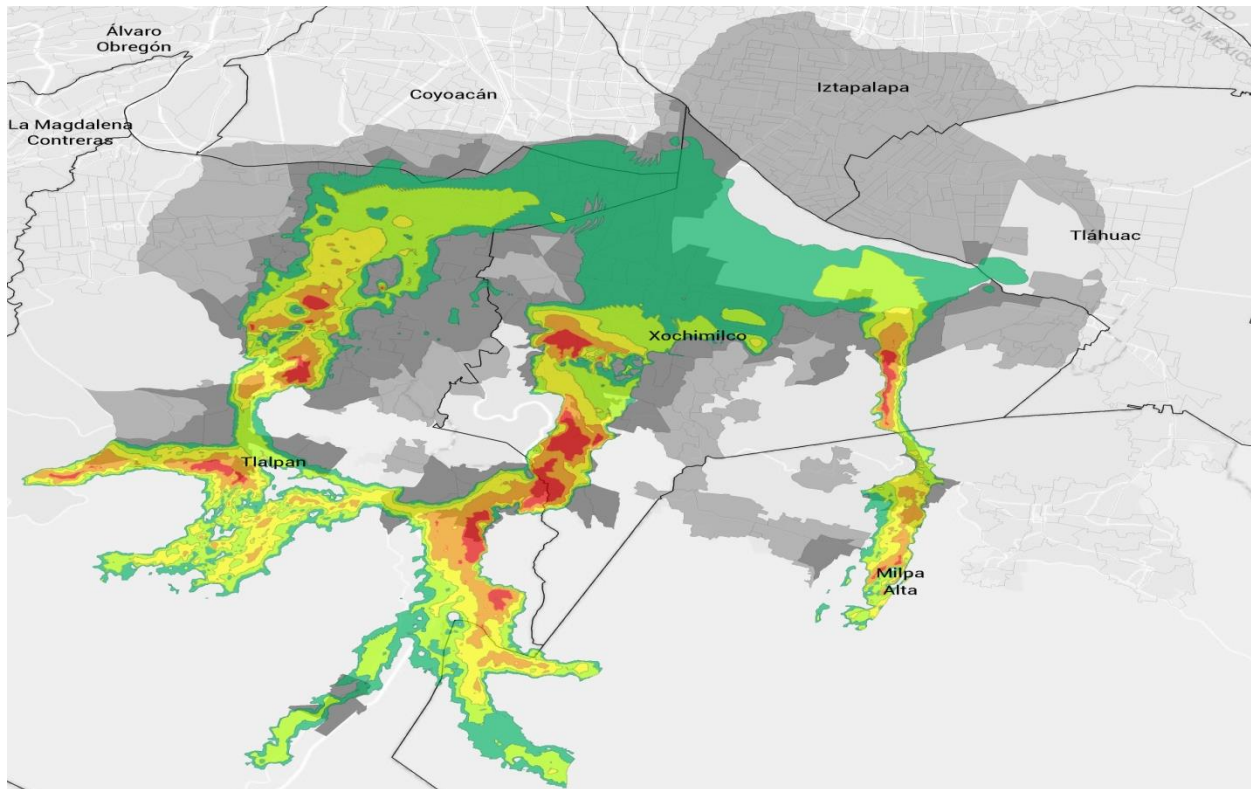 Álvaro
Obregón
Coyoacán
Iztapalapa
La Magdalena
Contreras
Tláhuac
Xochimilco
Tlalpan
Milpa
Alta